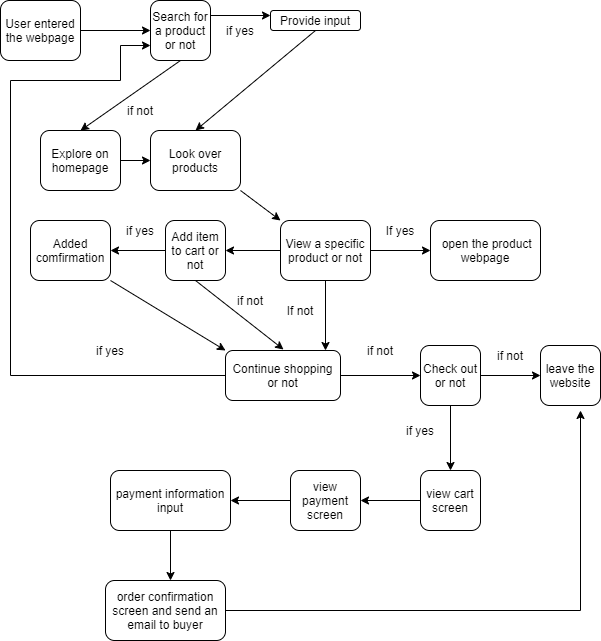 User entered
the webpage
Search for
a product
or not
if yes
Provide input
if not
Explore on
homepage
Look over
products
Added
comfirmation
if yes
Add item
to cart or
not
View a specific
product or not
If yes
open the product
webpage
if not
If not
if yes
Continue shopping
or not
if not
Check out
or not
if not
leave the
website
if yes
payment information
input
view
payment
screen
view cart
screen
order confirmation
screen and send an
email to buyer